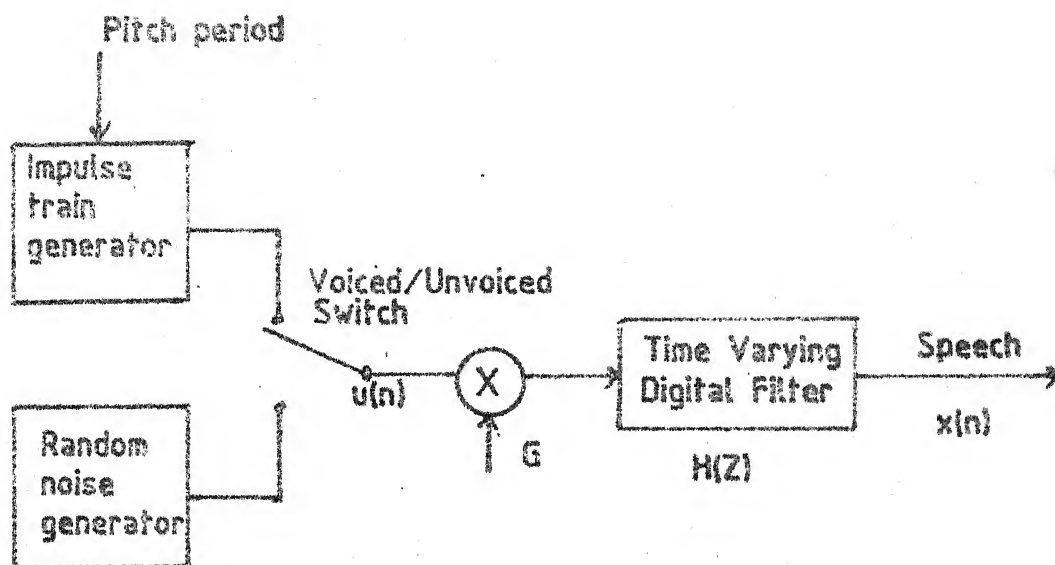 Pitch period
Impulse
train
generator
Voiced/Unvoiced
Switch
u(n)
X
G
Time Varying
Digital Filter
H(Z)
Speech
x(n)
Random
noise
generator